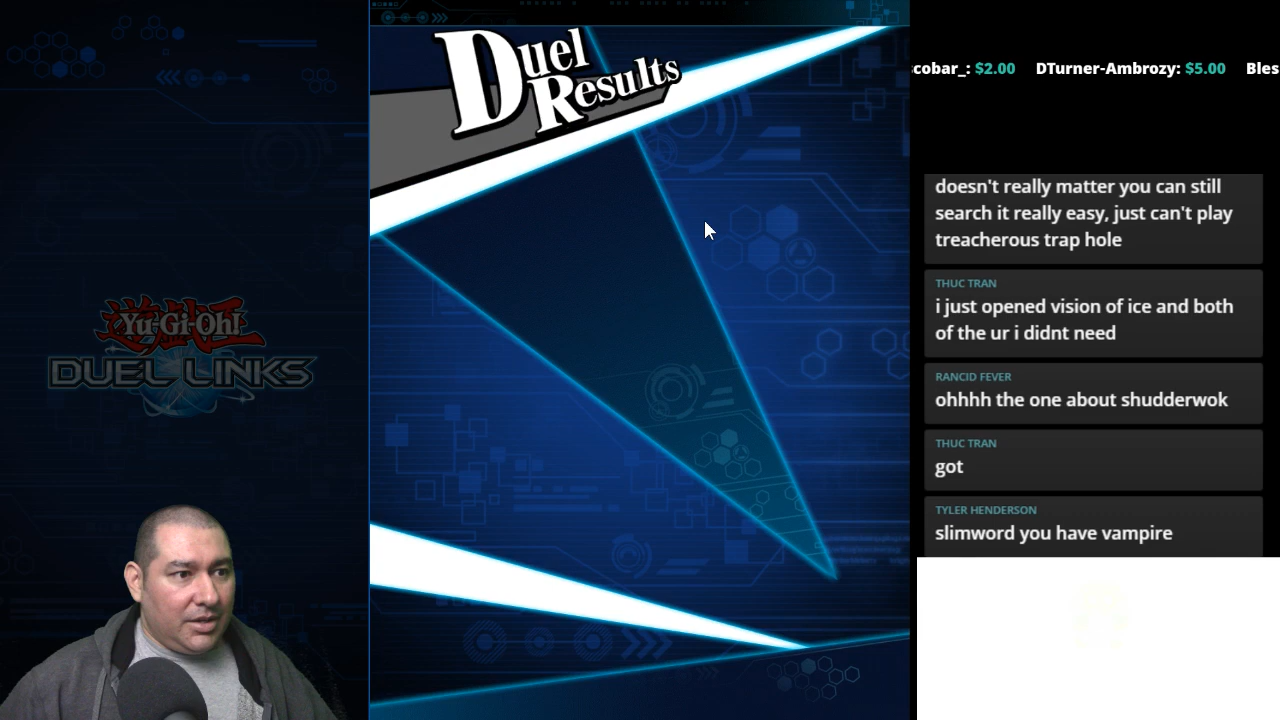 Duel
Results
cobar_: $2.00 DTurner-Ambrozy: $5.00 Bles
doesn't really matter you can still
search it really easy, just can't play
treacherous trap hole
THUC TRAN
i just opened vision of ice and both
of the ur i didnt need
RANCID FEVER
ohhhh the one about shudderwok
THUC TRAN
got
TYLER HENDERSON
slimword you have vampire
遊☆戯☆王
Yu-Gi-Oh!
DUEL LINKS